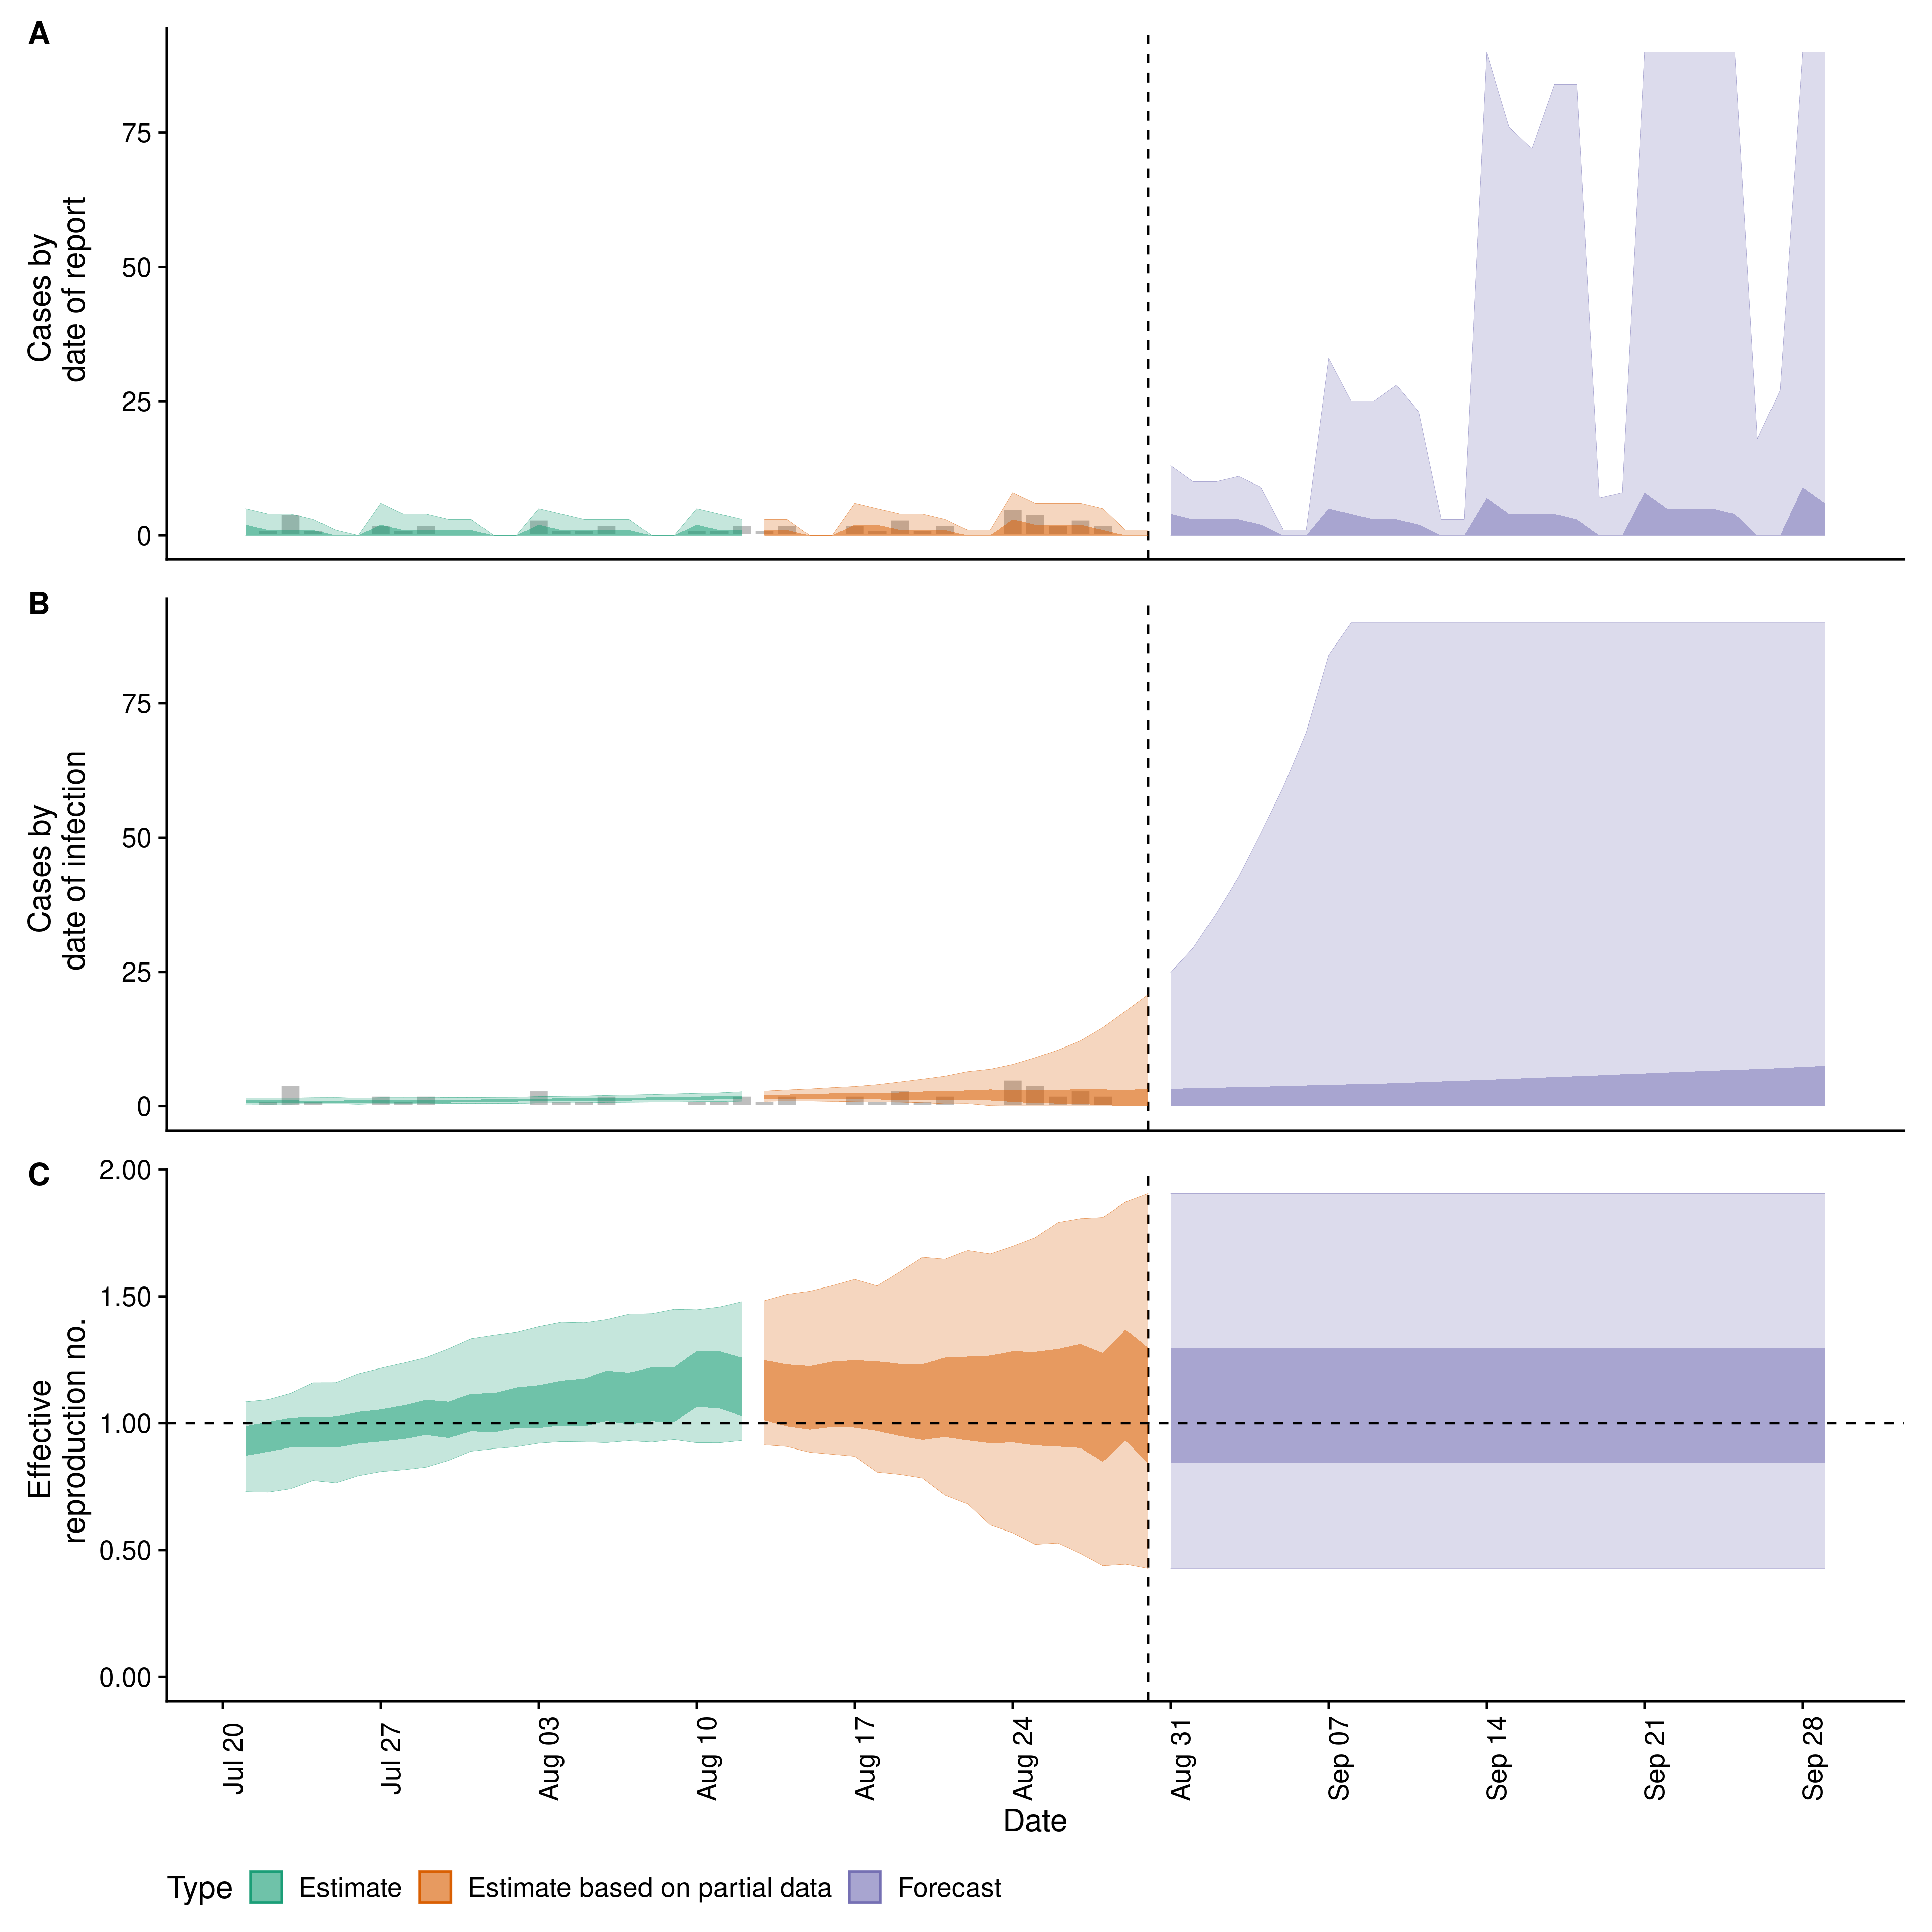 A
Cases by
date of report
75
50
25
0
B
Cases by
date of infection
75
50
25
0
C
Effective
reproduction no.
2.00
1.50
1.00
0.50
0.00
Jul 20
Jul 27
Aug 03
Aug 10
Aug 17
Aug 24
Aug 31
Sep 07
Sep 14
Sep 21
Sep 28
Date
Type Estimate Estimate based on partial data Forecast